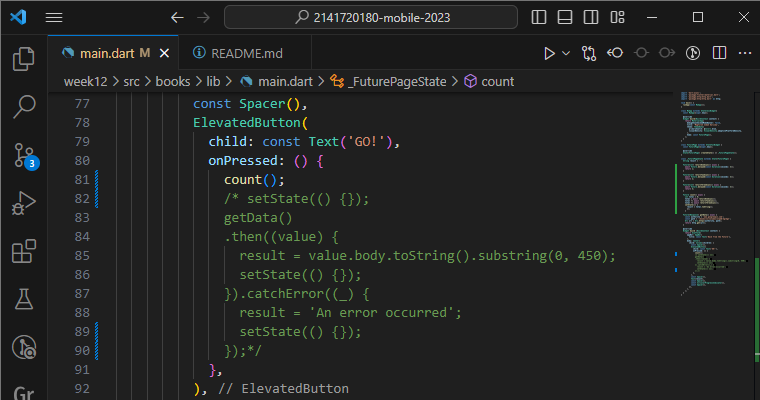 2141720180-mobile-2023
main.dart M
README.md
week12 > src > books > lib > main.dart > _FuturePageState > count
77 const Spacer(),
78 ElevatedButton(
79 child: const Text('GO!'),
80 onPressed: () {
81 count();
82 /* setState(() {});
83 getData()
84 .then((value) {
85 result = value.body.toString().substring(0, 450);
86 setState(() {});
87 }).catchError((_) {
88 result = 'An error occurred';
89 setState(() {});
90 });*/
91 },
92 ), // ElevatedButton
3
Gr